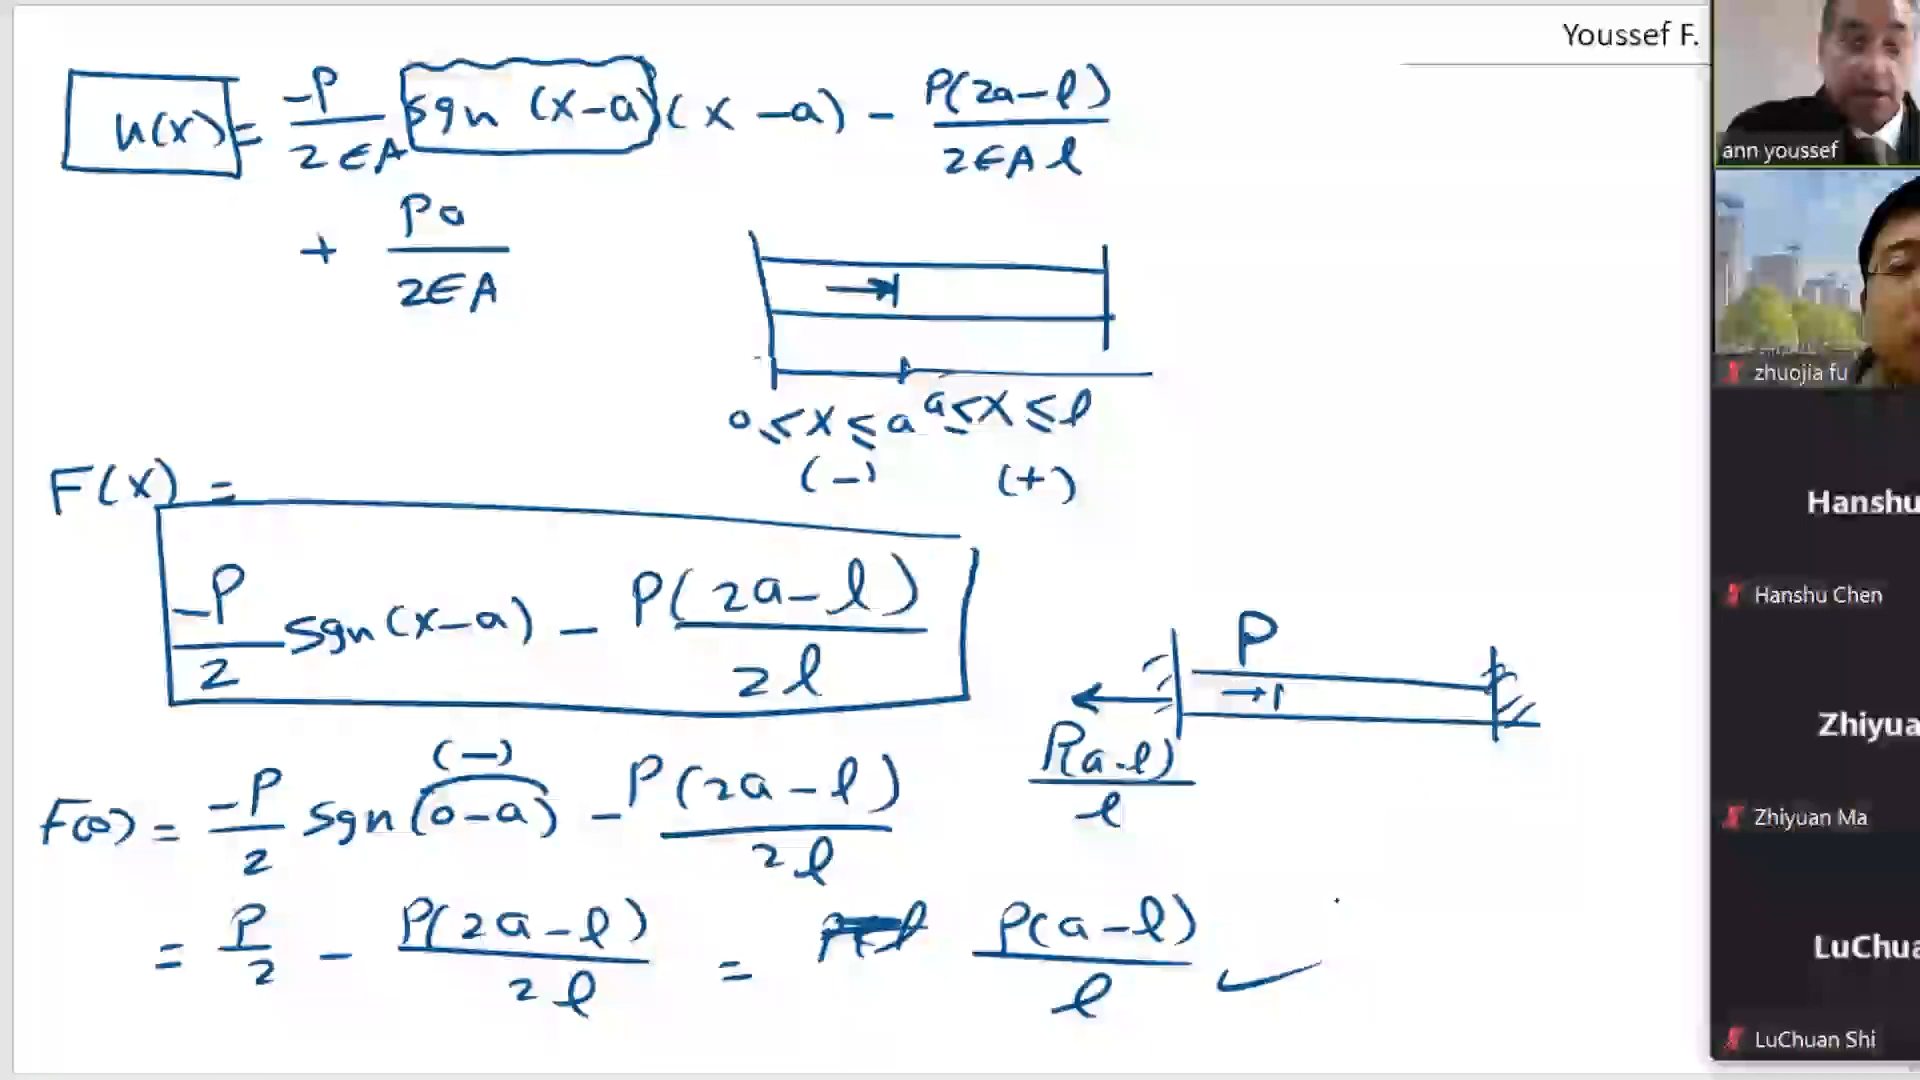 Youssef F.
u(x) = -P/2EA sgn (x-a) (x-a) - P(2a-l)/2EA l
+ Pa/2EA
0≤x≤a a≤x≤l
(-) (+)
F(x) =
-P/2 sgn(x-a) - P(2a-l)/2l
P
P(a-l)/l
(-)
F(0) = -P/2 sgn(0-a) - P(2a-l)/2l
= P/2 - P(2a-l)/2l = P(a-l)/l ✓
ann youssef
zhuojia fu
Hanshu
Hanshu Chen
Zhiyua
Zhiyuan Ma
LuChua
LuChuan Shi